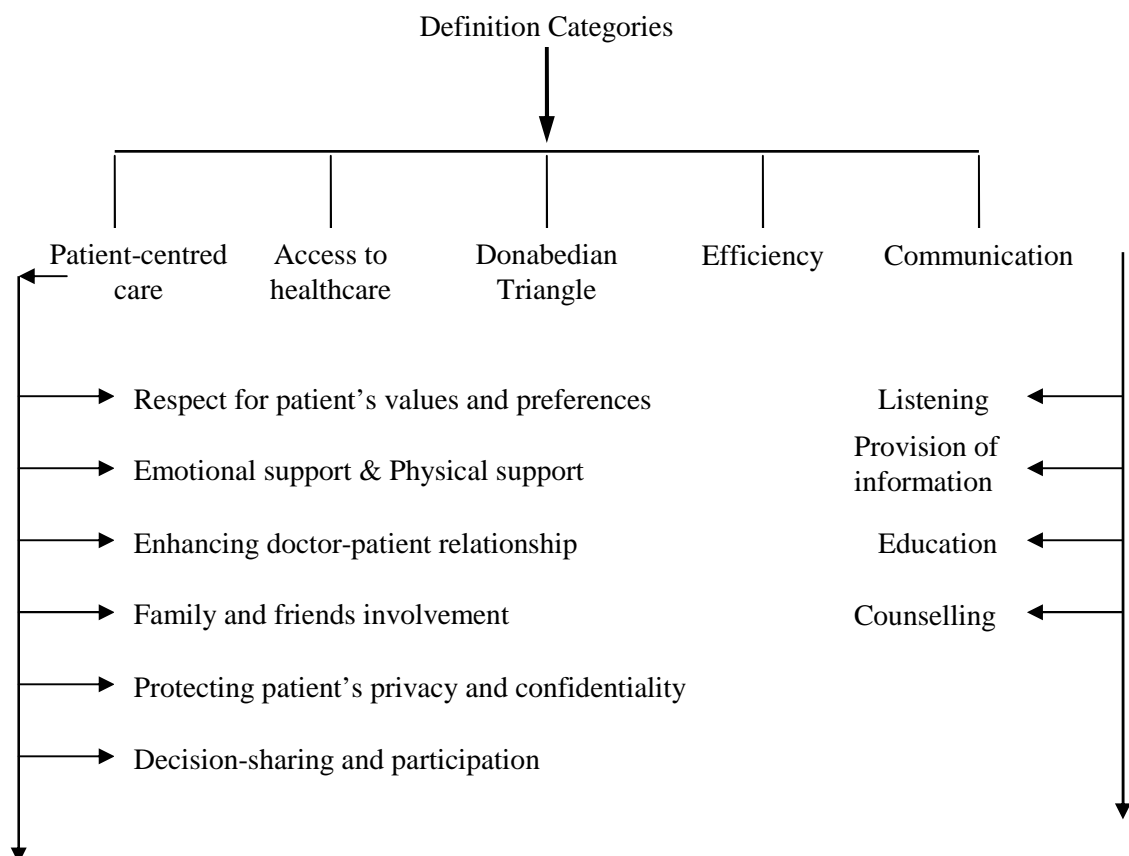 Definition Categories
Patient-centred
care
Access to
healthcare
Donabedian
Triangle
Efficiency
Communication
Respect for patient’s values and preferences
Emotional support & Physical support
Enhancing doctor-patient relationship
Family and friends involvement
Protecting patient’s privacy and confidentiality
Decision-sharing and participation
Listening
Provision of
information
Education
Counselling